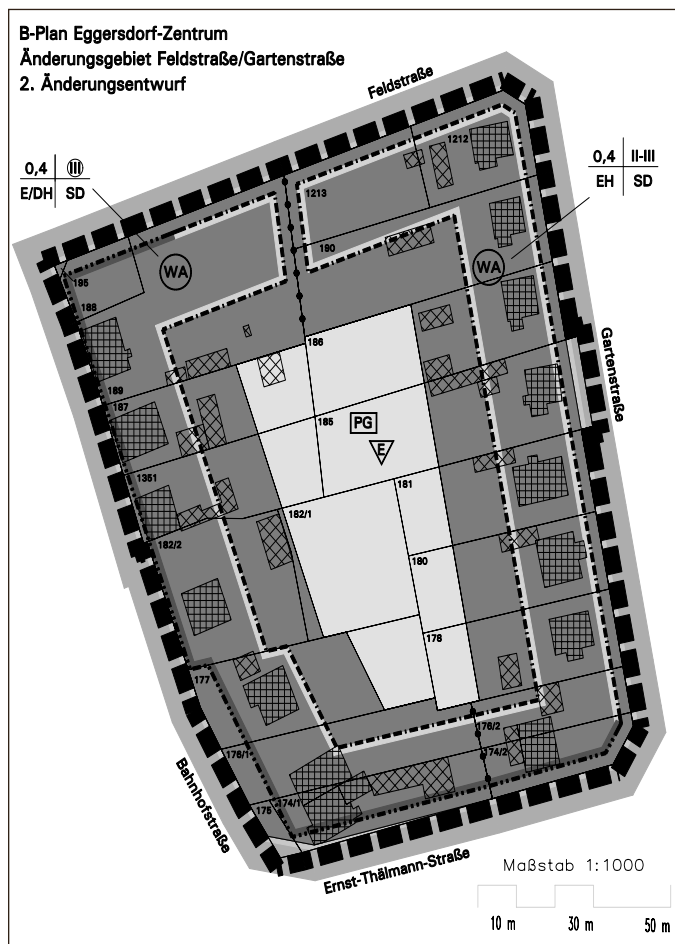 B-Plan Eggersdorf-Zentrum
Änderungsgebiet Feldstraße/Gartenstraße
2. Änderungsentwurf
Feldstraße
0,4 III
E/DH SD
0,4 II-III
EH SD
1212
1213
190
WA
WA
195
188
186
Gartenstraße
189
187
185
PG
E
1351
181
182/1
182/2
180
178
177
176/2
176/1
174/2
174/1
175
Bahnhofstraße
Ernst-Thälmann-Straße
Maßstab 1:1000
10 m 30 m 50 m